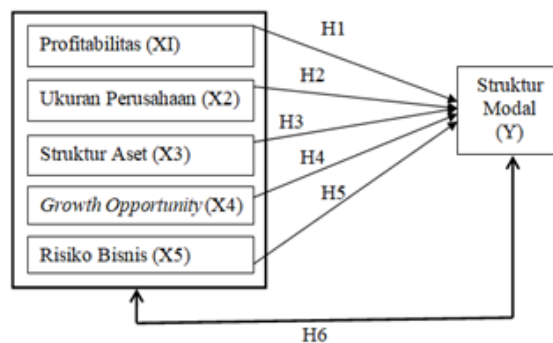 Profitabilitas (XI)
Ukuran Perusahaan (X2)
Struktur Aset (X3)
Growth Opportunity (X4)
Risiko Bisnis (X5)
H1
H2
H3
H4
H5
Struktur
Modal
(Y)
H6